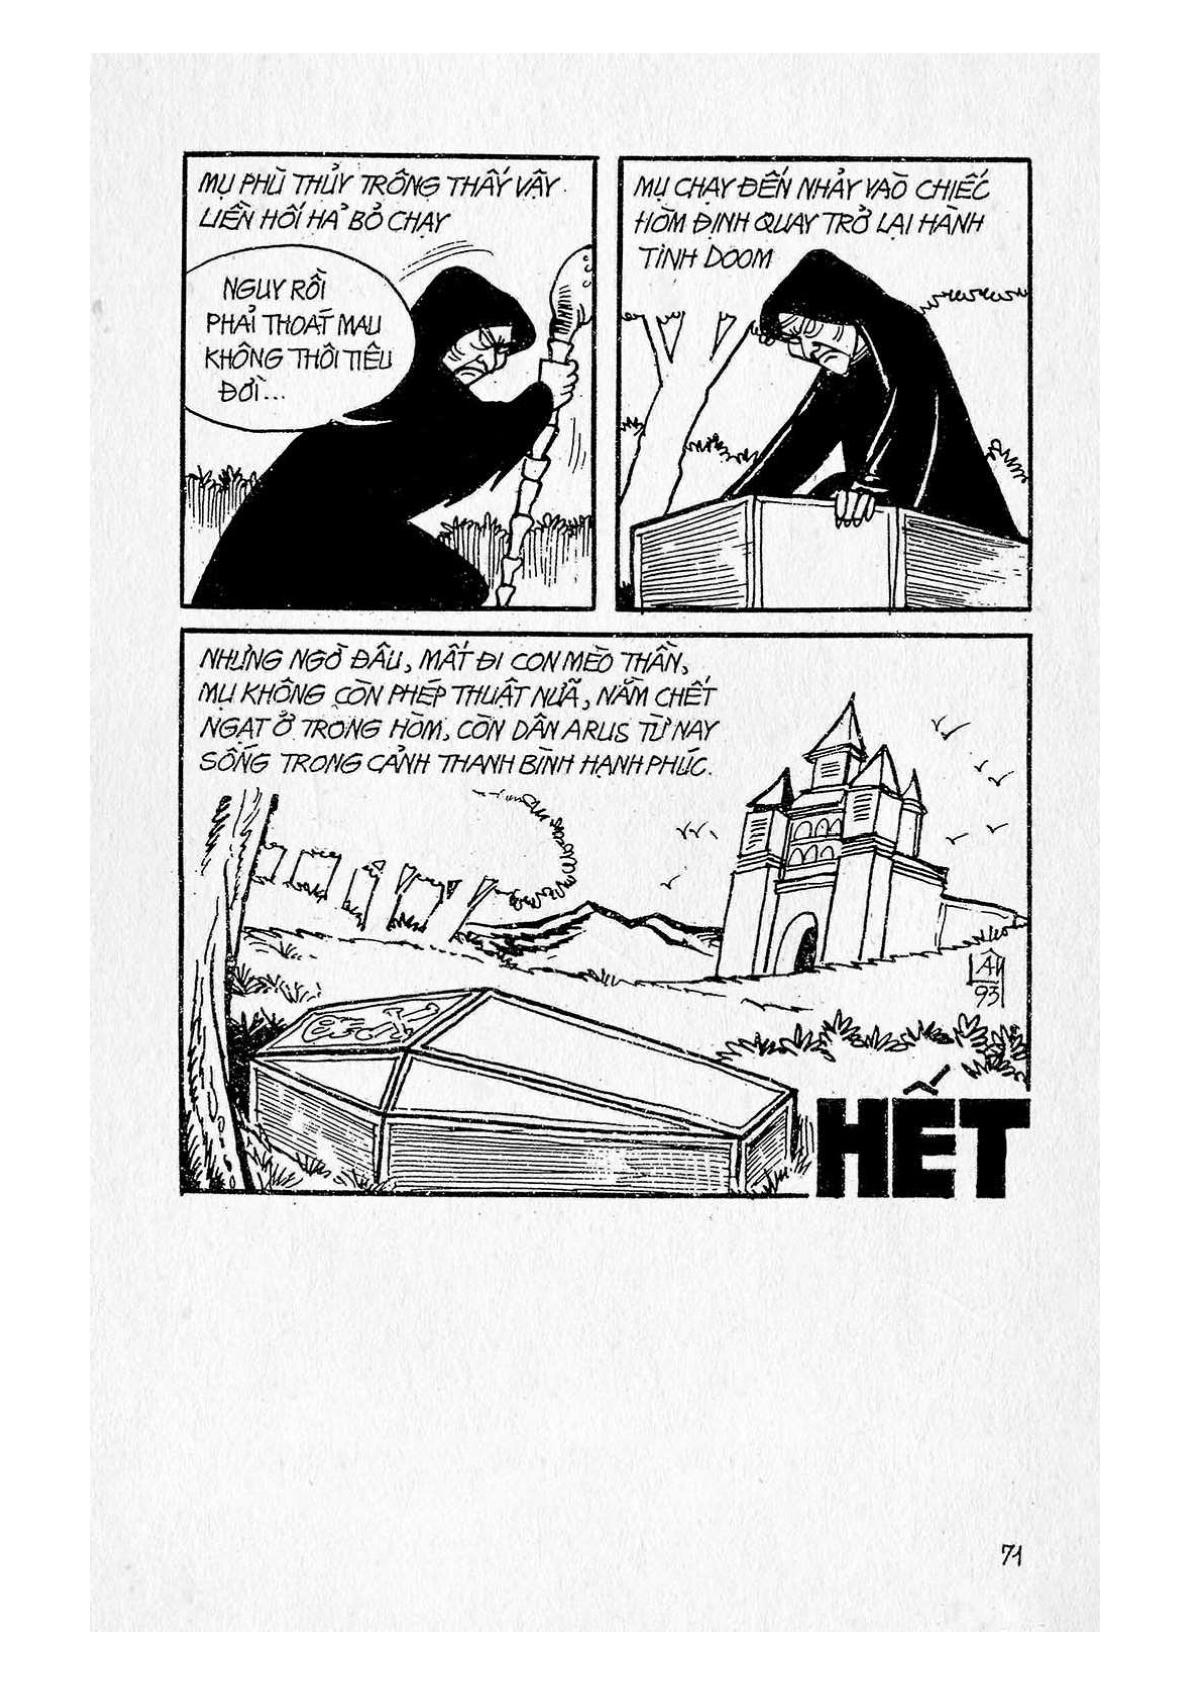 MỤ PHÙ THỦY TRÔNG THẤY VẬY
LIỀN HỐI HẢ BỎ CHẠY
NGUY RỒI
PHẢI THOÁT MAU
KHÔNG THÔI TIÊU
ĐỜI...
MỤ CHẠY ĐẾN NHẢY VÀO CHIẾC
HÒM ĐỊNH QUAY TRỞ LẠI HÀNH
TINH DOOM
NHƯNG NGỜ ĐÂU, MẤT ĐI CON MÈO THẦN,
MỤ KHÔNG CÒN PHÉP THUẬT NỮA, NẰM CHẾT
NGẠT Ở TRONG HÒM, CÒN DÂN ARUS TỪ NAY
SỐNG TRONG CẢNH THANH BÌNH HẠNH PHÚC.
93
HẾT
71